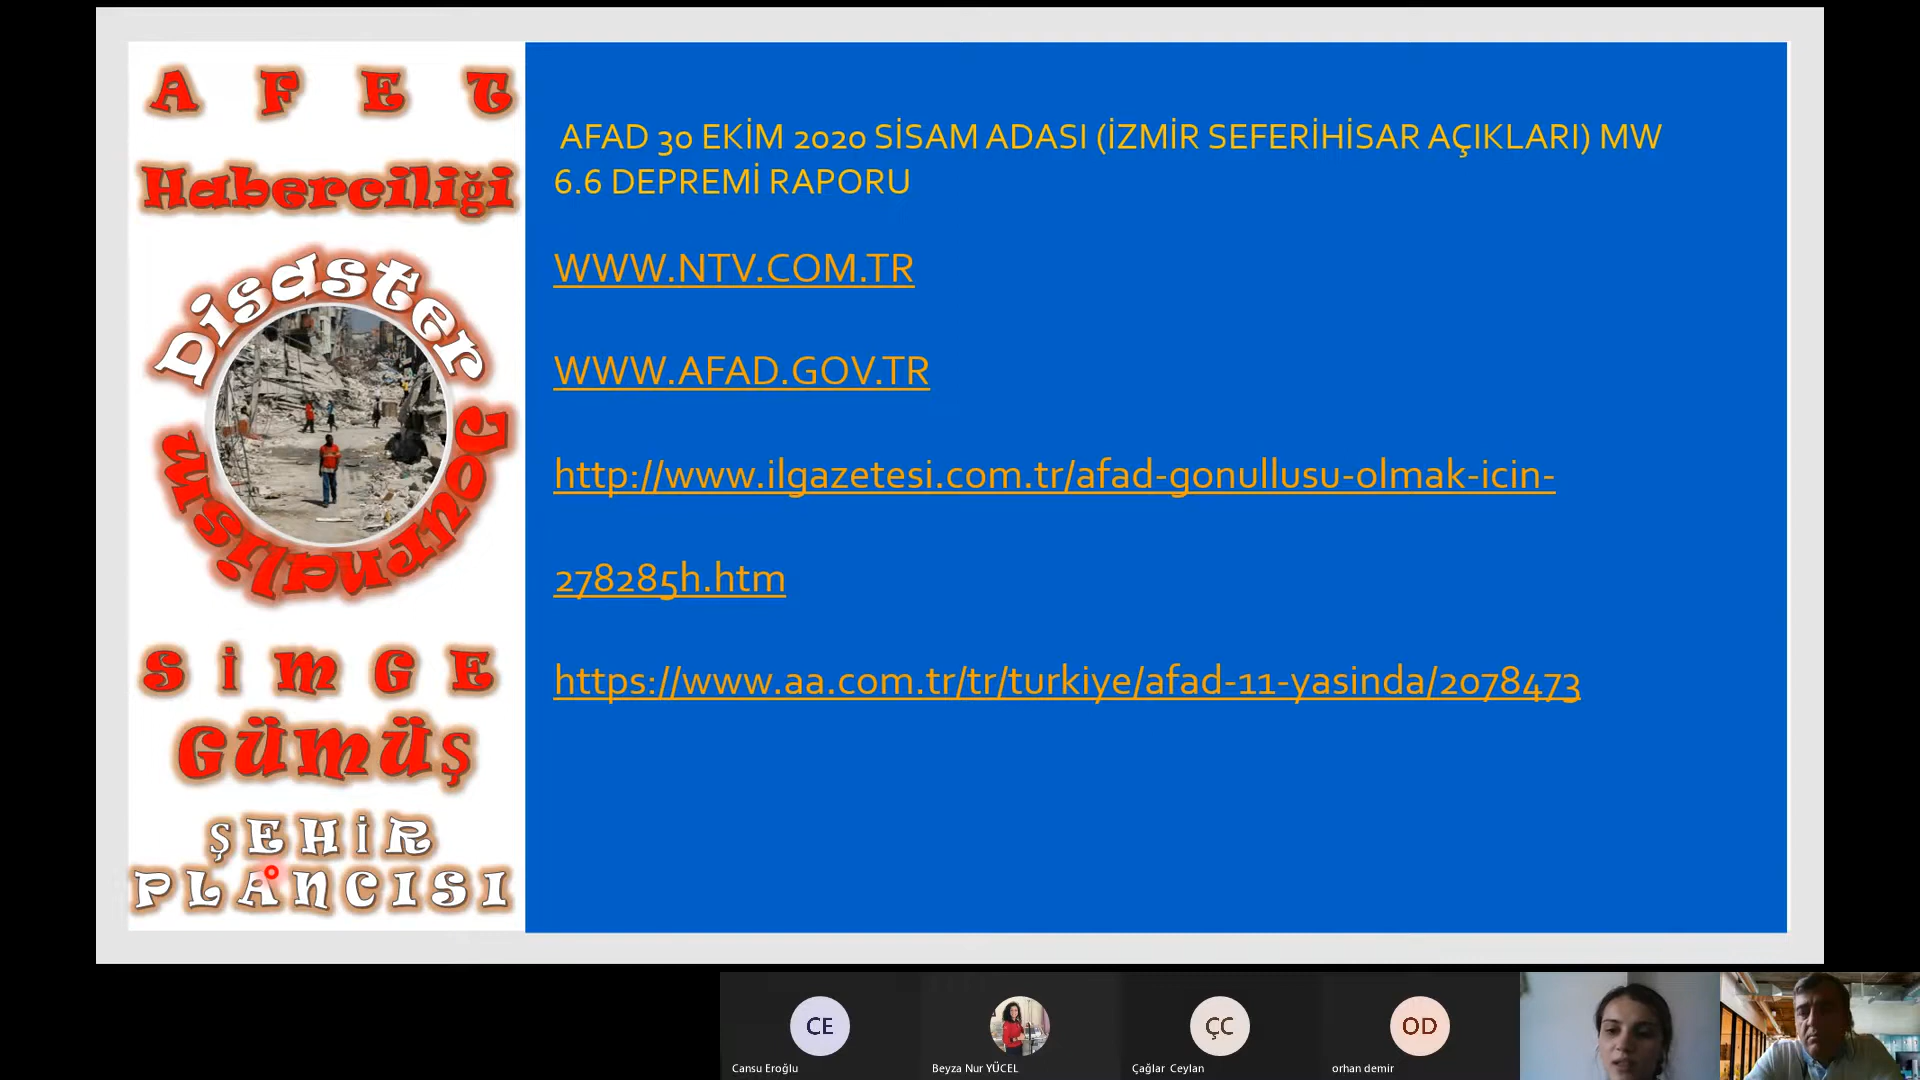 A F E T
Haberciliği
Disaster Journalism
SİMGE
GÜMÜŞ
ŞEHİR
PLANCISI
AFAD 30 EKİM 2020 SİSAM ADASI (İZMİR SEFERİHİSAR AÇIKLARI) MW
6.6 DEPREMİ RAPORU
WWW.NTV.COM.TR
WWW.AFAD.GOV.TR
http://www.ilgazetesi.com.tr/afad-gonullusu-olmak-icin-
278285h.htm
https://www.aa.com.tr/tr/turkiye/afad-11-yasinda/2078473
CE
ÇC
OD
Cansu Eroğlu
Beyza Nur YÜCEL
Çağlar Ceylan
orhan demir